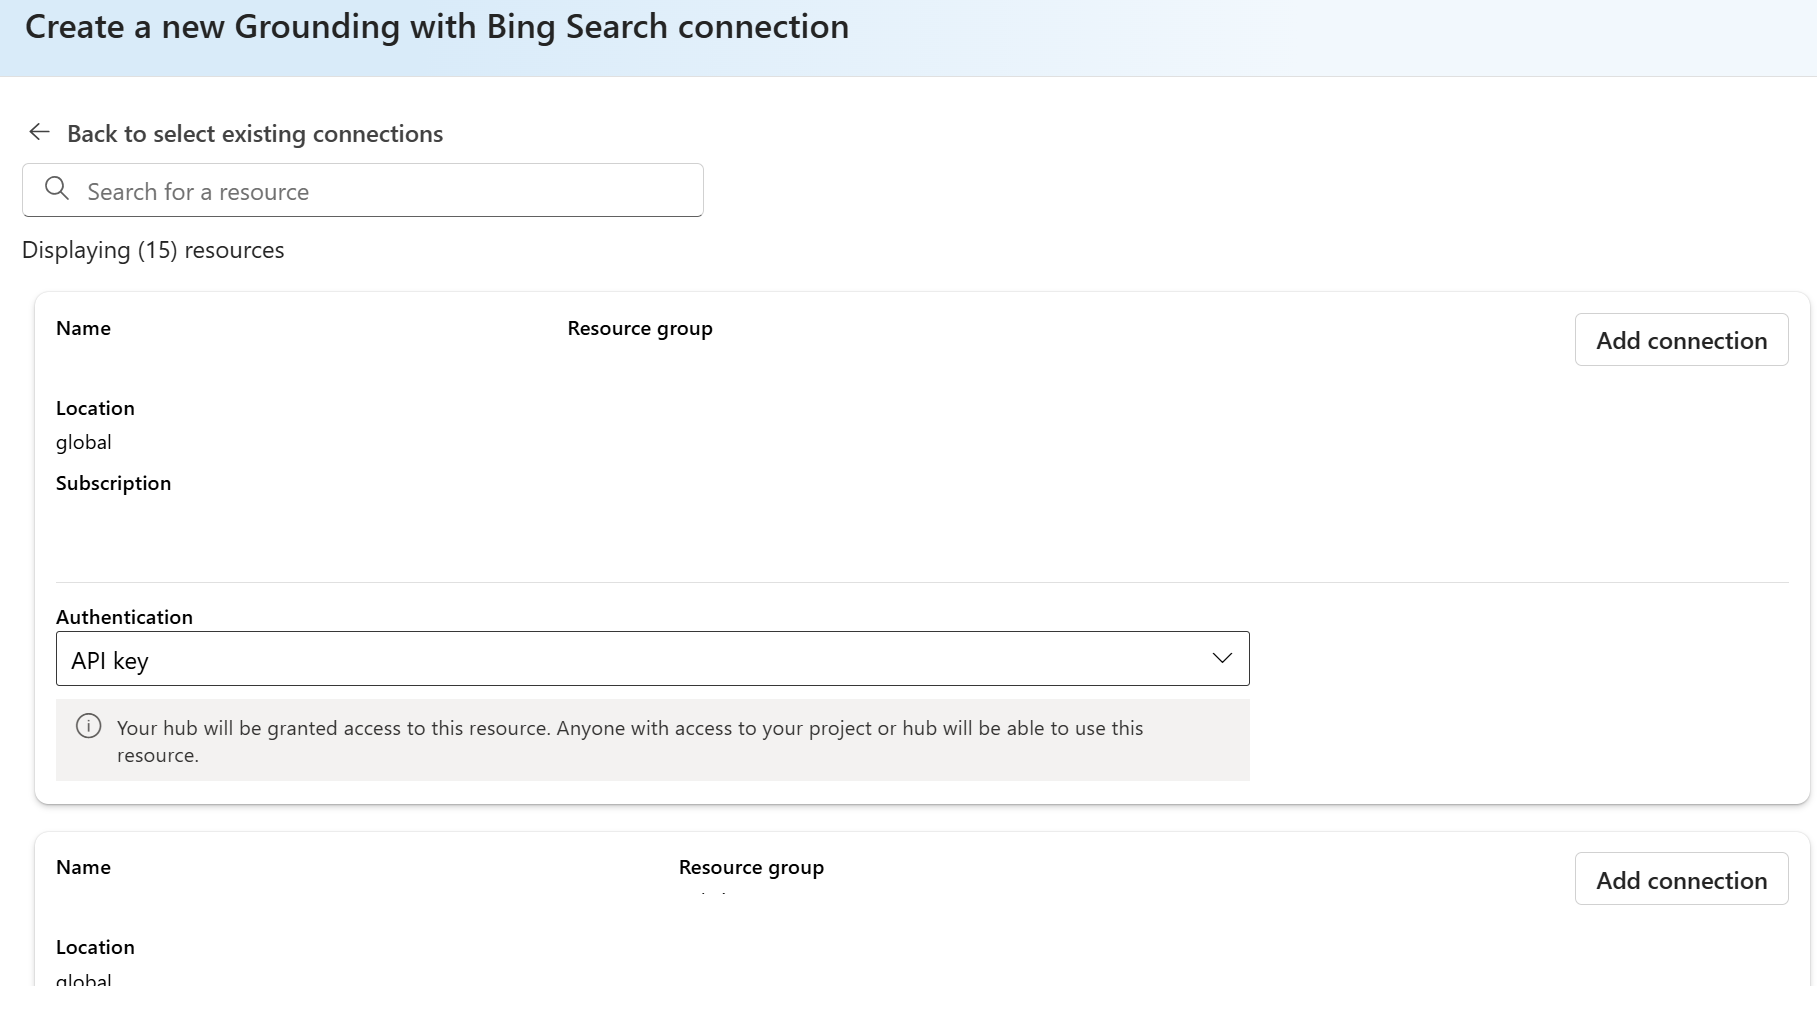 Create a new Grounding with Bing Search connection
Back to select existing connections
Search for a resource
Displaying (15) resources
Name
Resource group
Add connection
Location
global
Subscription
Authentication
API key
Your hub will be granted access to this resource. Anyone with access to your project or hub will be able to use this
resource.
Name
Resource group
Add connection
Location
global